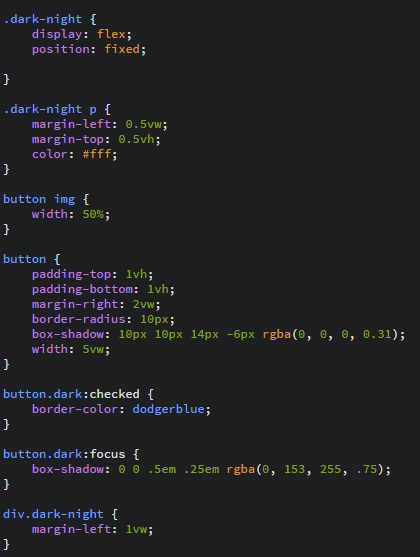 .dark-night {
    display: flex;
    position: fixed;

}

.dark-night p {
    margin-left: 0.5vw;
    margin-top: 0.5vh;
    color: #fff;
}

button img {
    width: 50%;
}

button {
    padding-top: 1vh;
    padding-bottom: 1vh;
    margin-right: 2vw;
    border-radius: 10px;
    box-shadow: 10px 10px 14px -6px rgba(0, 0, 0, 0.31);
    width: 5vw;
}

button.dark:checked {
    border-color: dodgerblue;
}

button.dark:focus {
    box-shadow: 0 0 .5em .25em rgba(0, 153, 255, .75);
}

div.dark-night {
    margin-left: 1vw;
}